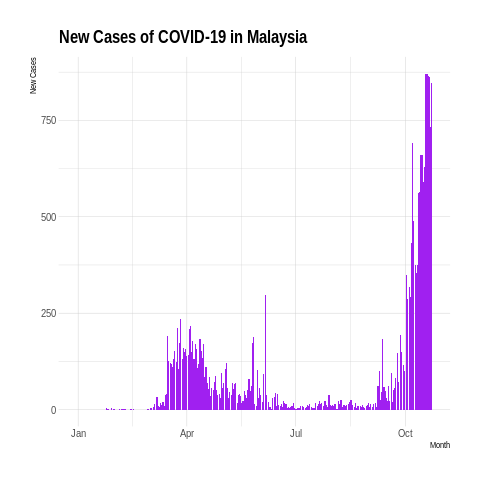 New Cases of COVID-19 in Malaysia
New Cases
750
500
250
0
Jan Apr Jul Oct
Month